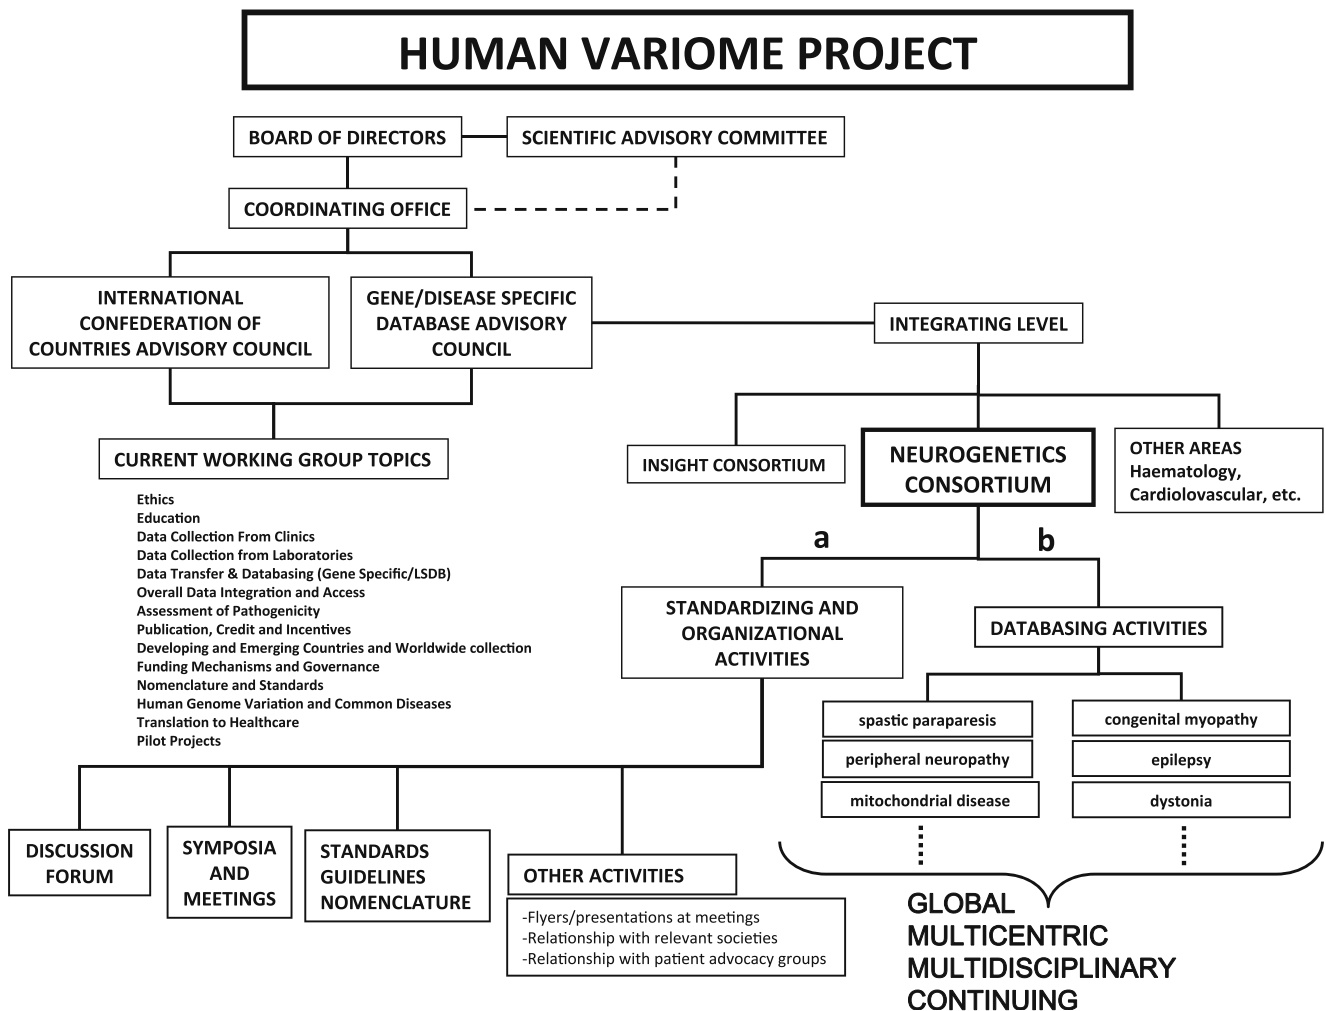 HUMAN VARIOME PROJECT
BOARD OF DIRECTORS
SCIENTIFIC ADVISORY COMMITTEE
COORDINATING OFFICE
INTERNATIONAL
CONFEDERATION OF
COUNTRIES ADVISORY COUNCIL
GENE/DISEASE SPECIFIC
DATABASE ADVISORY
COUNCIL
INTEGRATING LEVEL
CURRENT WORKING GROUP TOPICS
Ethics
Education
Data Collection From Clinics
Data Collection from Laboratories
Data Transfer & Databasing (Gene Specific/LSDB)
Overall Data Integration and Access
Assessment of Pathogenicity
Publication, Credit and Incentives
Developing and Emerging Countries and Worldwide collection
Funding Mechanisms and Governance
Nomenclature and Standards
Human Genome Variation and Common Diseases
Translation to Healthcare
Pilot Projects
INSIGHT CONSORTIUM
NEUROGENETICS
CONSORTIUM
OTHER AREAS
Haematology,
Cardiolovascular, etc.
a
b
STANDARDIZING AND
ORGANIZATIONAL
ACTIVITIES
DATABASING ACTIVITIES
spastic paraparesis
peripheral neuropathy
mitochondrial disease
congenital myopathy
epilepsy
dystonia
DISCUSSION
FORUM
SYMPOSIA
AND
MEETINGS
STANDARDS
GUIDELINES
NOMENCLATURE
OTHER ACTIVITIES
-Flyers/presentations at meetings
-Relationship with relevant societies
-Relationship with patient advocacy groups
GLOBAL
MULTICENTRIC
MULTIDISCIPLINARY
CONTINUING